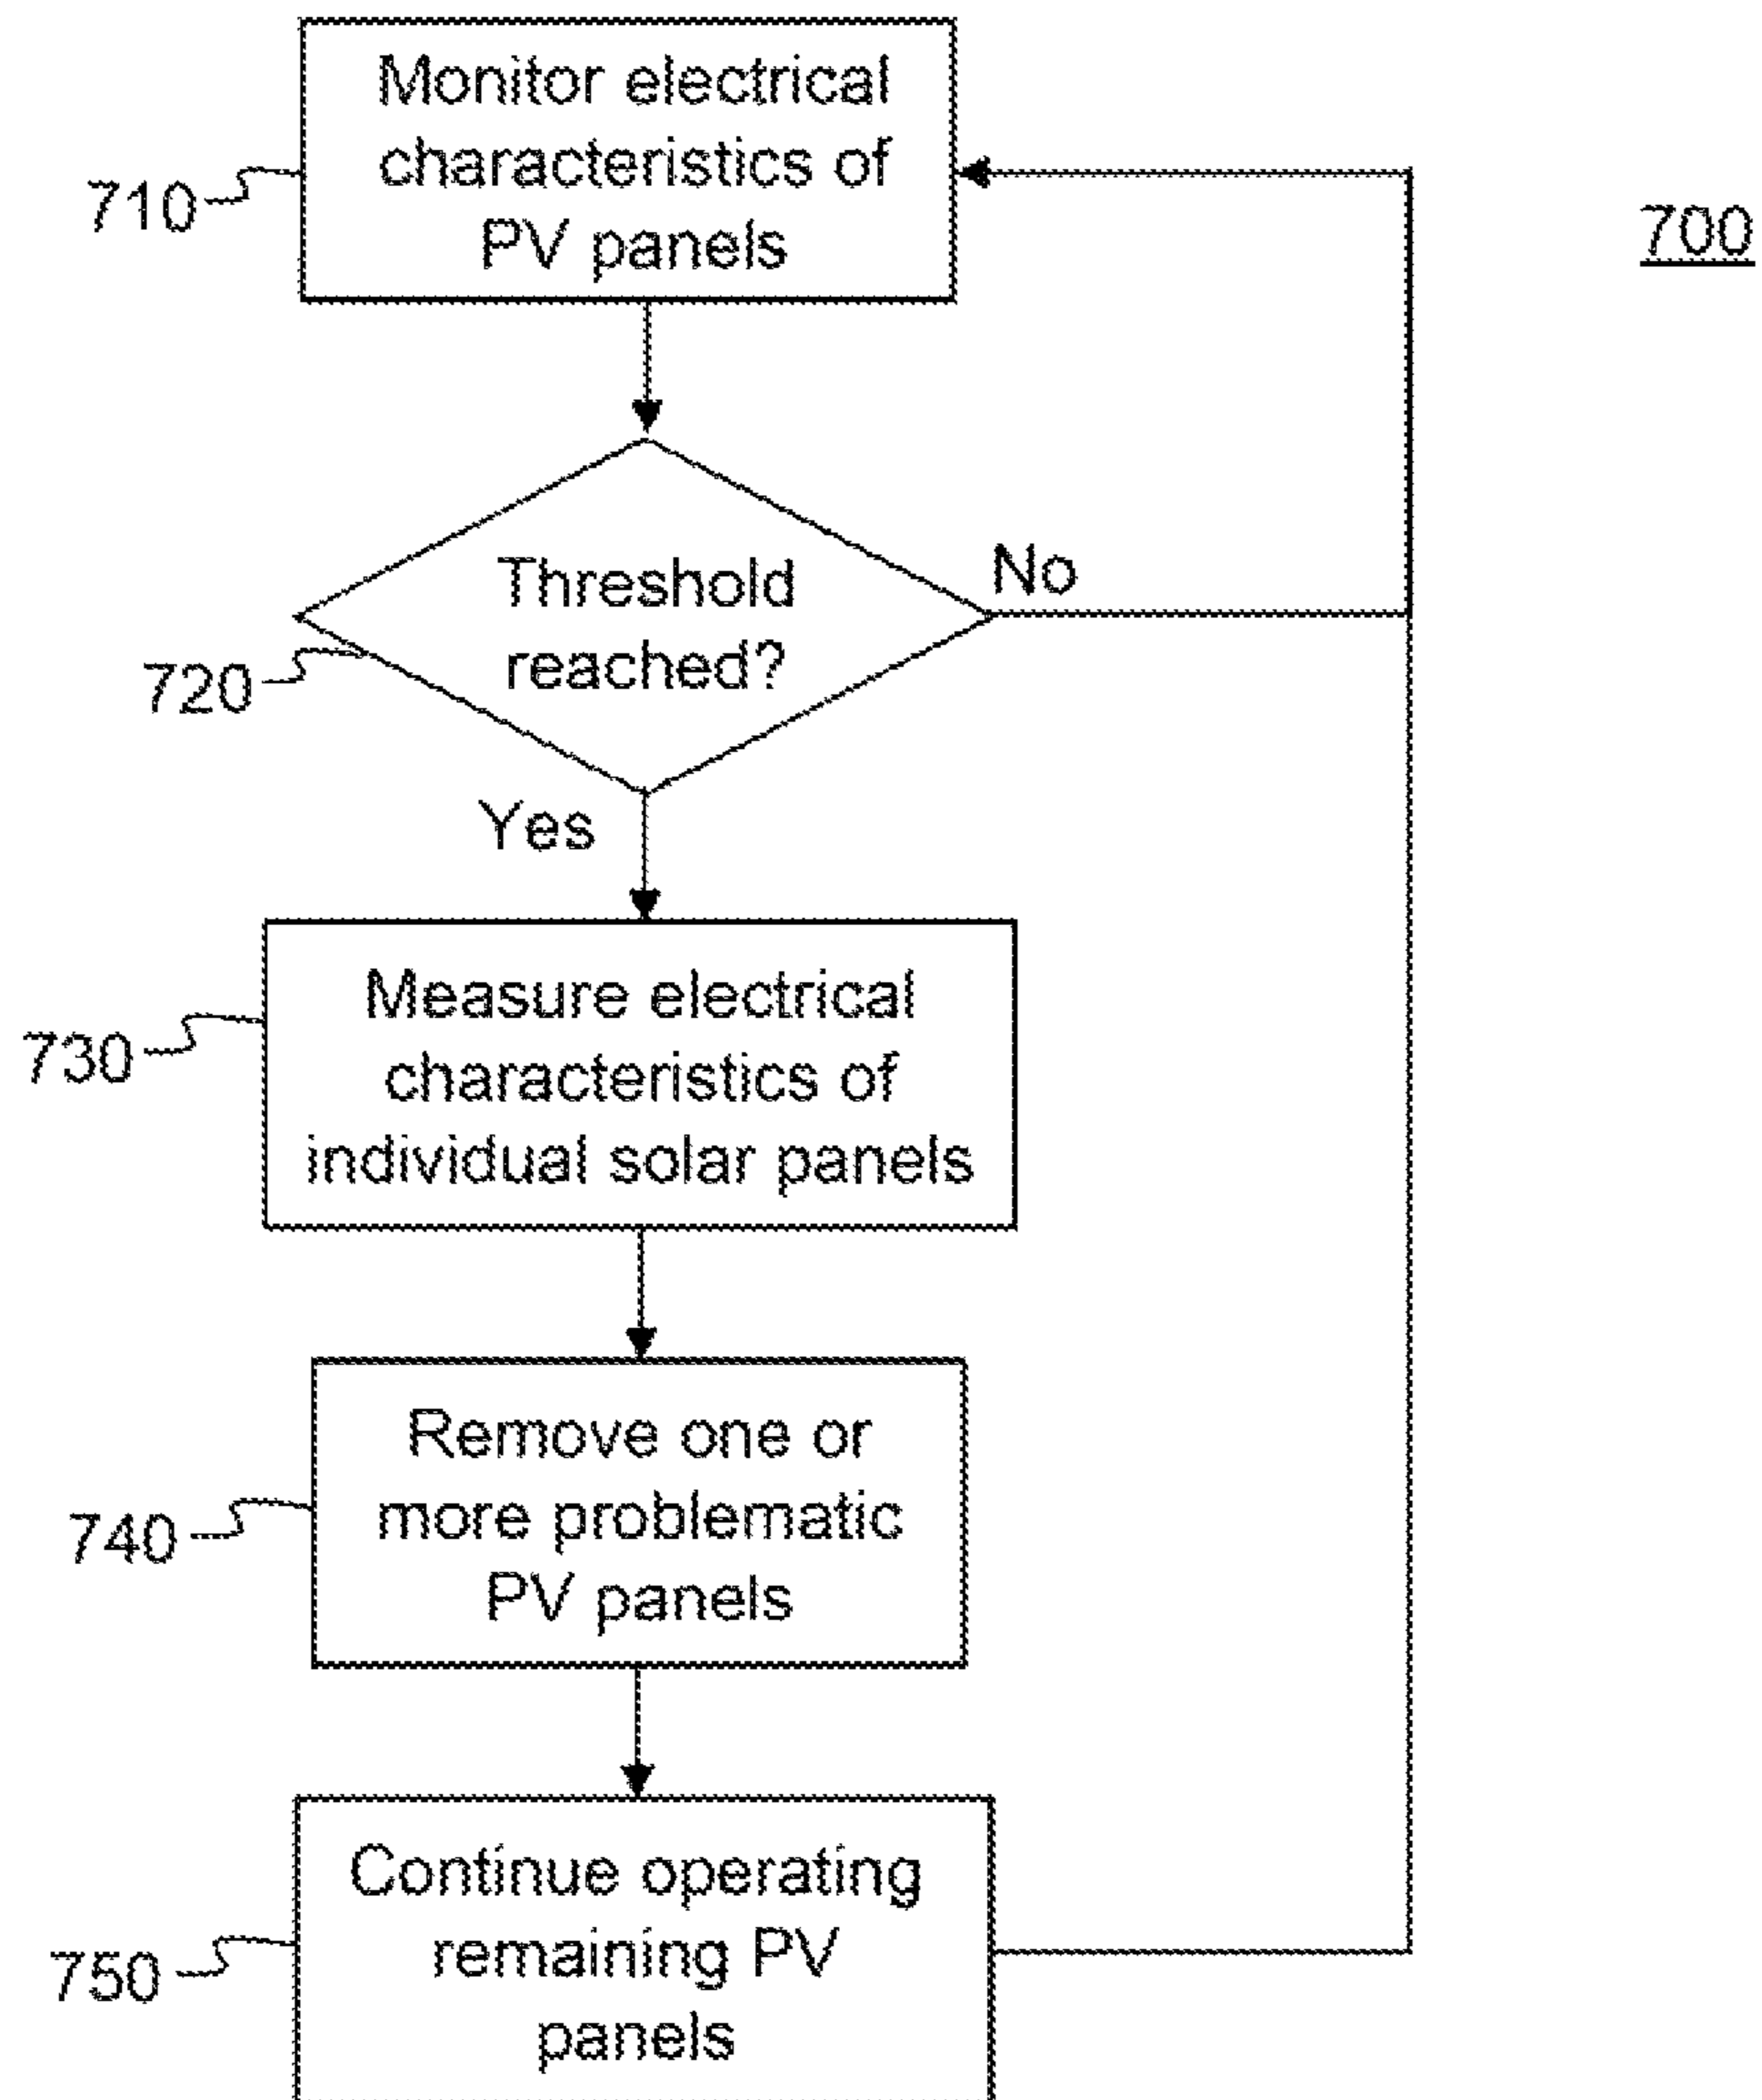 Monitor electrical
characteristics of
PV panels
710
700
Threshold
reached?
No
720
Yes
Measure electrical
characteristics of
individual solar panels
730
Remove one or
more problematic
PV panels
740
Continue operating
remaining PV
panels
750